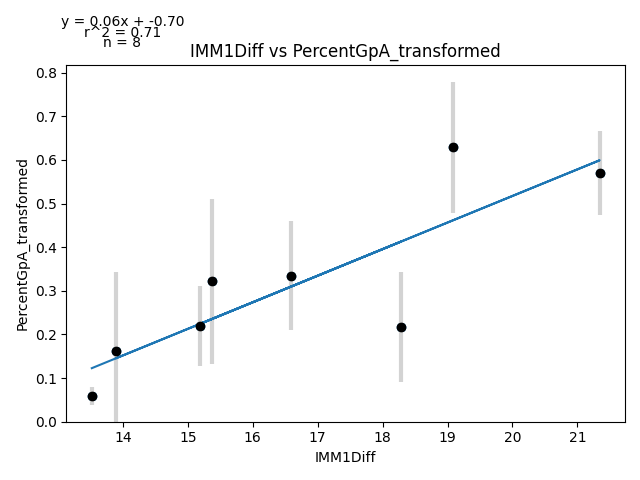 y = 0.06x + -0.70
r^2 = 0.71
n = 8
IMM1Diff vs PercentGpA_transformed
PercentGpA_transformed
0.8
0.7
0.6
0.5
0.4
0.3
0.2
0.1
0.0
14 15 16 17 18 19 20 21
IMM1Diff